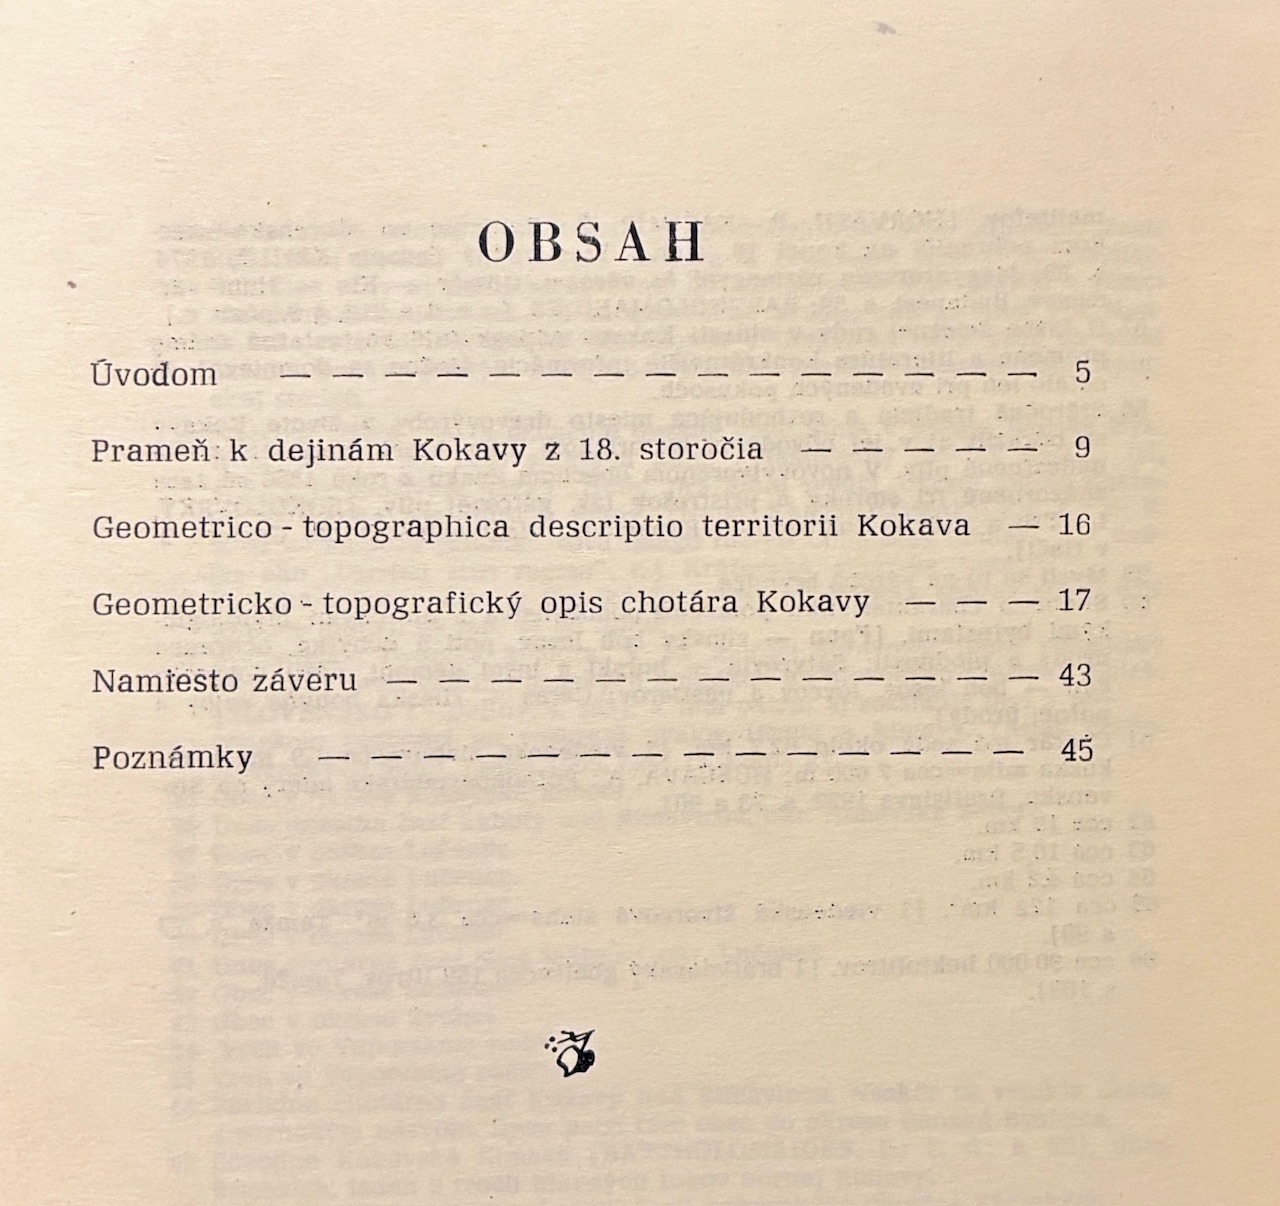 OBSAH
Úvodom — — — — — — — — — — — — — — — 5
Prameň k dejinám Kokavy z 18. storočia — — — — — 9
Geometrico - topographica descriptio territorii Kokava — 16
Geometricko - topografický opis chotára Kokavy — — — 17
Namiesto záveru — — — — — — — — — — — — — 43
Poznámky — — — — — — — — — — — — — — 45